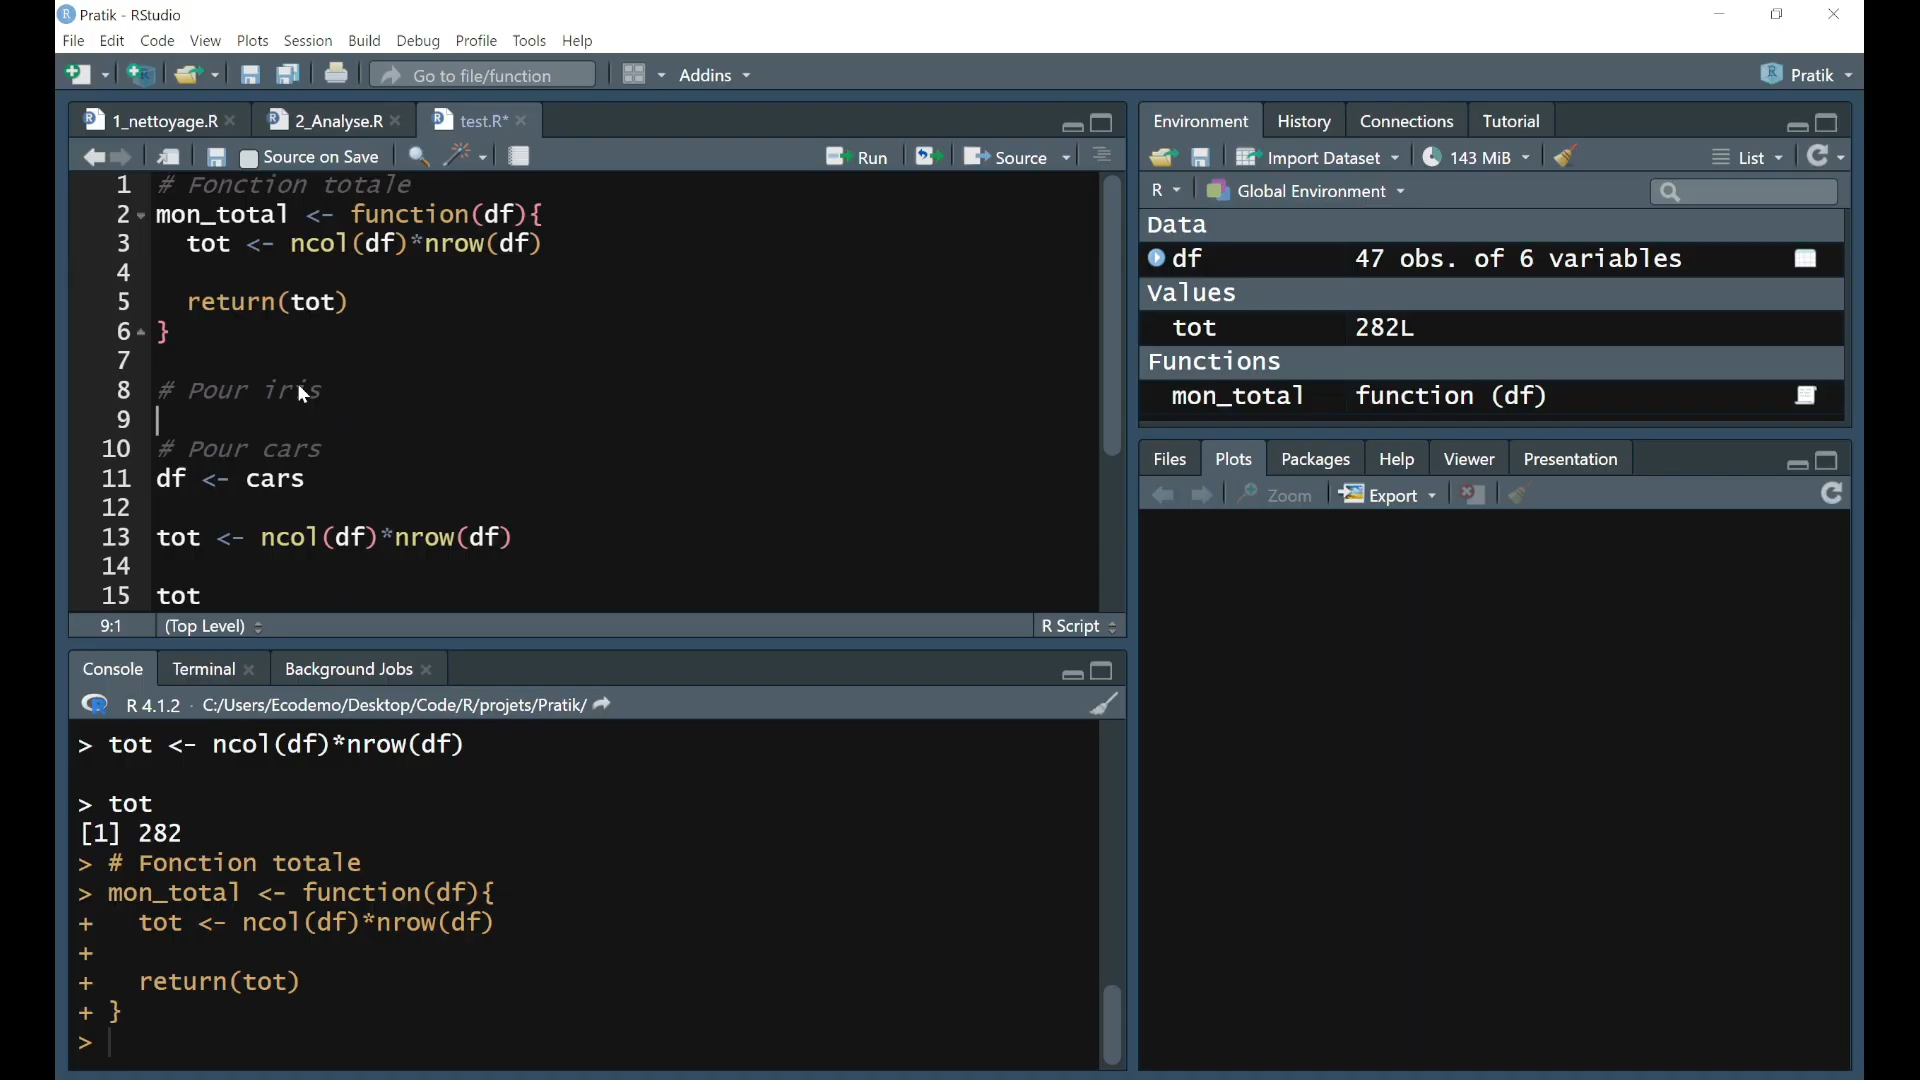 Pratik - RStudio
File Edit Code View Plots Session Build Debug Profile Tools Help
Go to file/function Addins Pratik
1_nettoyage.R 2_Analyse.R test.R*
Source on Save Run Source
1 # Fonction totale
2 mon_total <- function(df){
3 tot <- ncol(df)*nrow(df)
4
5 return(tot)
6 }
7
8 # Pour iris
9
10 # Pour cars
11 df <- cars
12
13 tot <- ncol(df)*nrow(df)
14
15 tot
9:1 (Top Level) R Script
Console Terminal Background Jobs
R 4.1.2 · C:/Users/Ecodemo/Desktop/Code/R/projets/Pratik/
> tot <- ncol(df)*nrow(df)
> tot
[1] 282
> # Fonction totale
> mon_total <- function(df){
+ tot <- ncol(df)*nrow(df)
+
+ return(tot)
+ }
>
Environment History Connections Tutorial
Import Dataset 143 MiB List
R Global Environment
Data
df 47 obs. of 6 variables
Values
tot 282L
Functions
mon_total function (df)
Files Plots Packages Help Viewer Presentation
Zoom Export